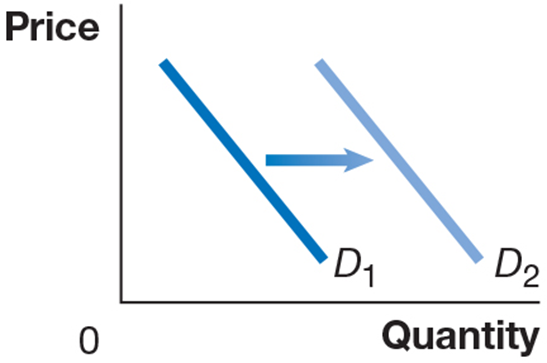 Price
D₁
D₂
0
Quantity